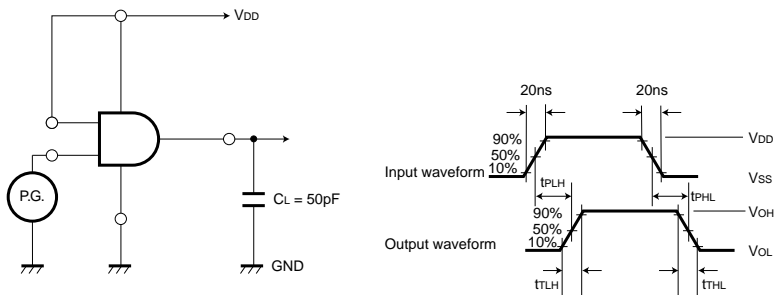 VDD
P.G.
CL = 50pF
GND
20ns 20ns
90%
50%
10%
Input waveform
VDD
VSS
tPLH
tPHL
90%
50%
10%
Output waveform
VOH
VOL
tTLH
tTHL